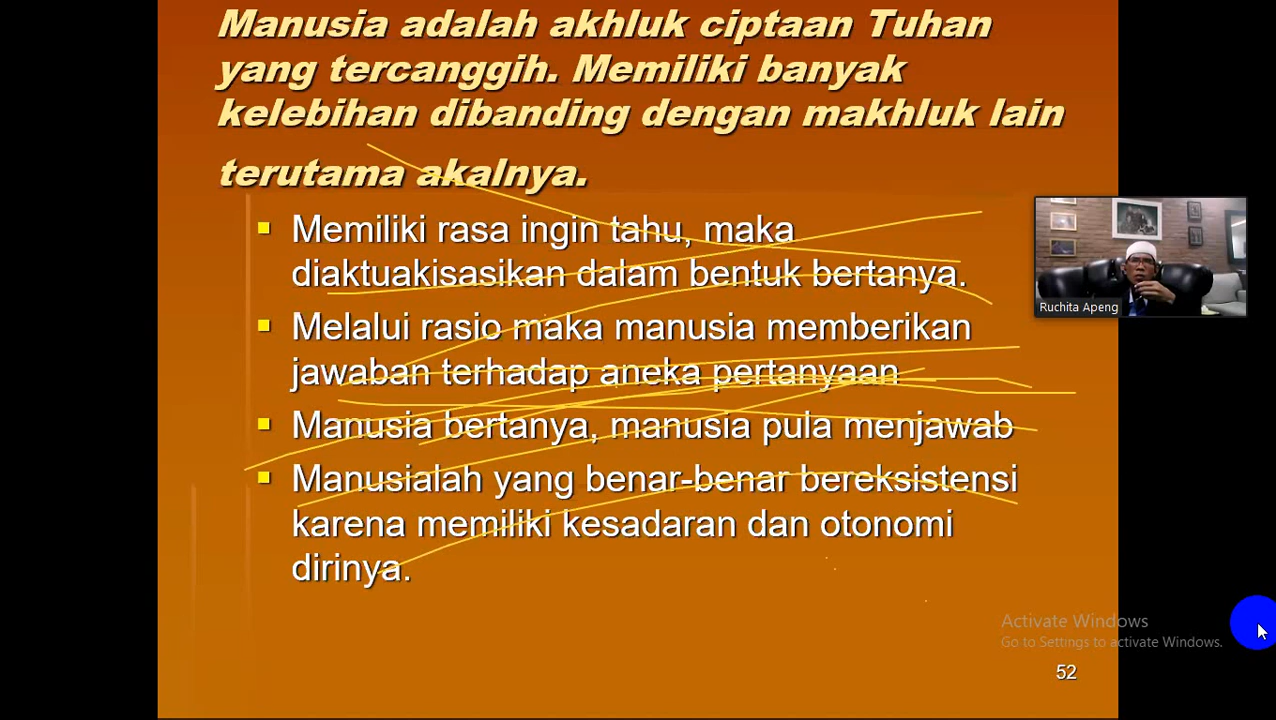 Manusia adalah akhluk ciptaan Tuhan
yang tercanggih. Memiliki banyak
kelebihan dibanding dengan makhluk lain
terutama akalnya.
Memiliki rasa ingin tahu, maka
diaktuakisasikan dalam bentuk bertanya.
Melalui rasio maka manusia memberikan
jawaban terhadap aneka pertanyaan
Manusia bertanya, manusia pula menjawab
Manusialah yang benar-benar bereksistensi
karena memiliki kesadaran dan otonomi
dirinya.
Ruchita Apeng
Activate Windows
Go to Settings to activate Windows.
52